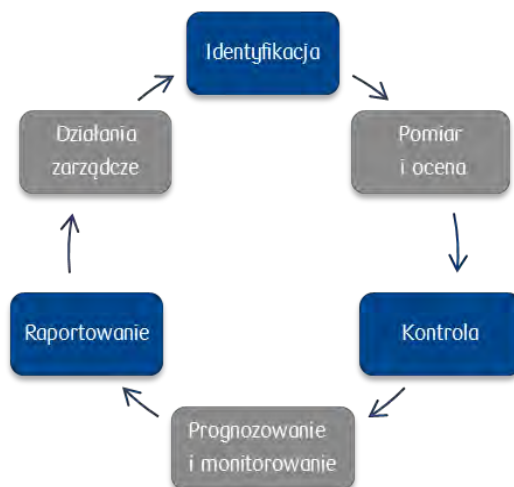 Identyfikacja
Pomiar
i ocena
Kontrola
Prognozowanie
i monitorowanie
Raportowanie
Działania
zarządcze